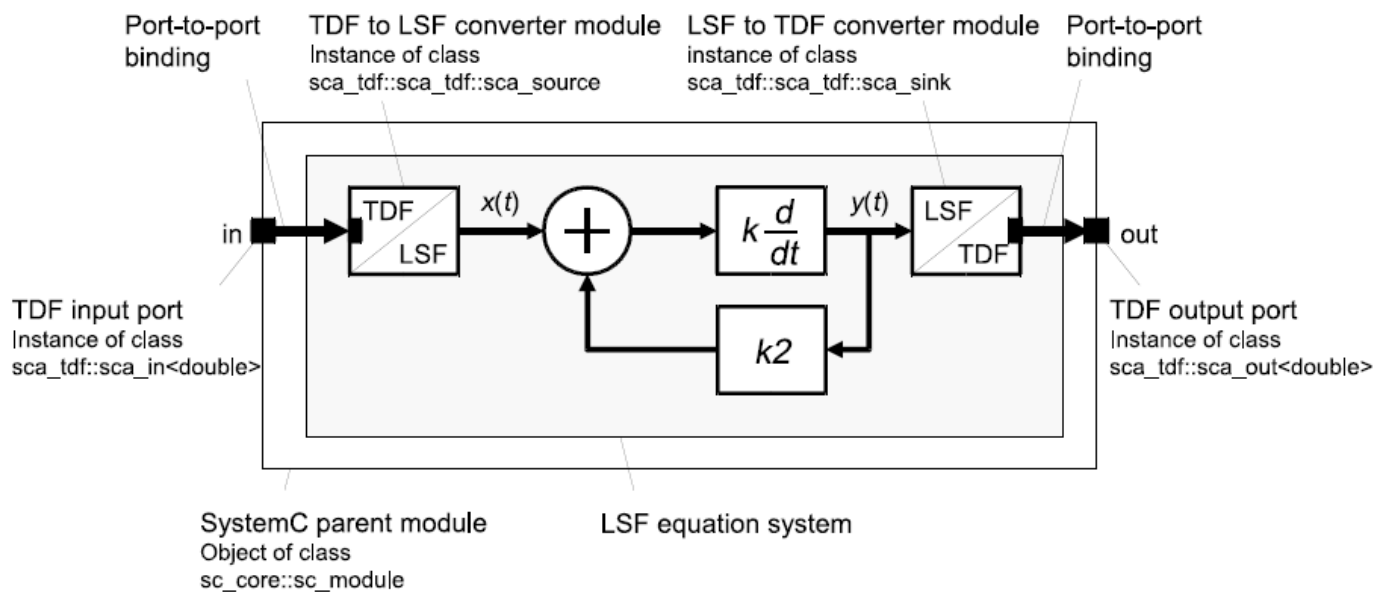 Port-to-port
binding
TDF to LSF converter module
Instance of class
sca_tdf::sca_tdf::sca_source
LSF to TDF converter module
instance of class
sca_tdf::sca_tdf::sca_sink
Port-to-port
binding
in
TDF
LSF
x(t)
+
k d/dt
y(t)
LSF
TDF
out
k2
TDF input port
Instance of class
sca_tdf::sca_in<double>
TDF output port
Instance of class
sca_tdf::sca_out<double>
SystemC parent module
Object of class
sc_core::sc_module
LSF equation system